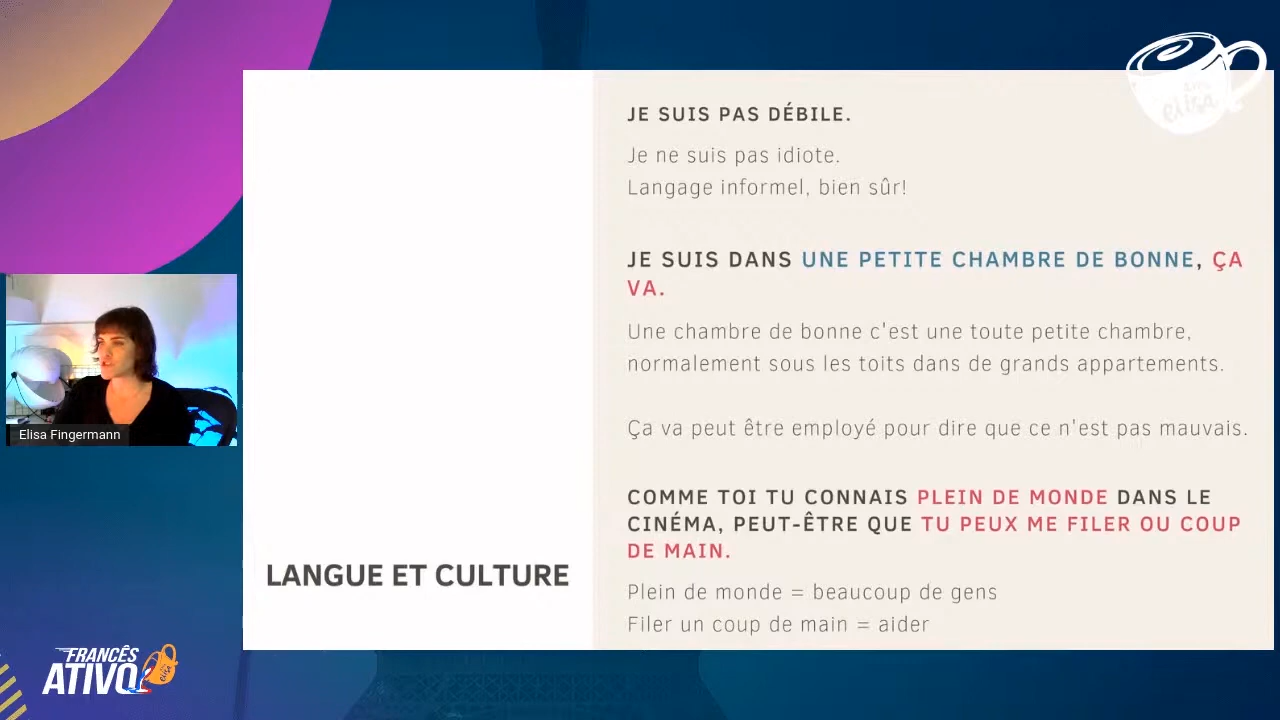 JE SUIS PAS DÉBILE.
Je ne suis pas idiote.
Langage informel, bien sûr!
JE SUIS DANS UNE PETITE CHAMBRE DE BONNE, ÇA
VA.
Une chambre de bonne c'est une toute petite chambre,
normalement sous les toits dans de grands appartements.
Ça va peut être employé pour dire que ce n'est pas mauvais.
COMME TOI TU CONNAIS PLEIN DE MONDE DANS LE
CINÉMA, PEUT-ÊTRE QUE TU PEUX ME FILER OU COUP
DE MAIN.
Plein de monde = beaucoup de gens
Filer un coup de main = aider
LANGUE ET CULTURE
Elisa Fingermann
FRANCÊS
ATIVO
elisa
elisa